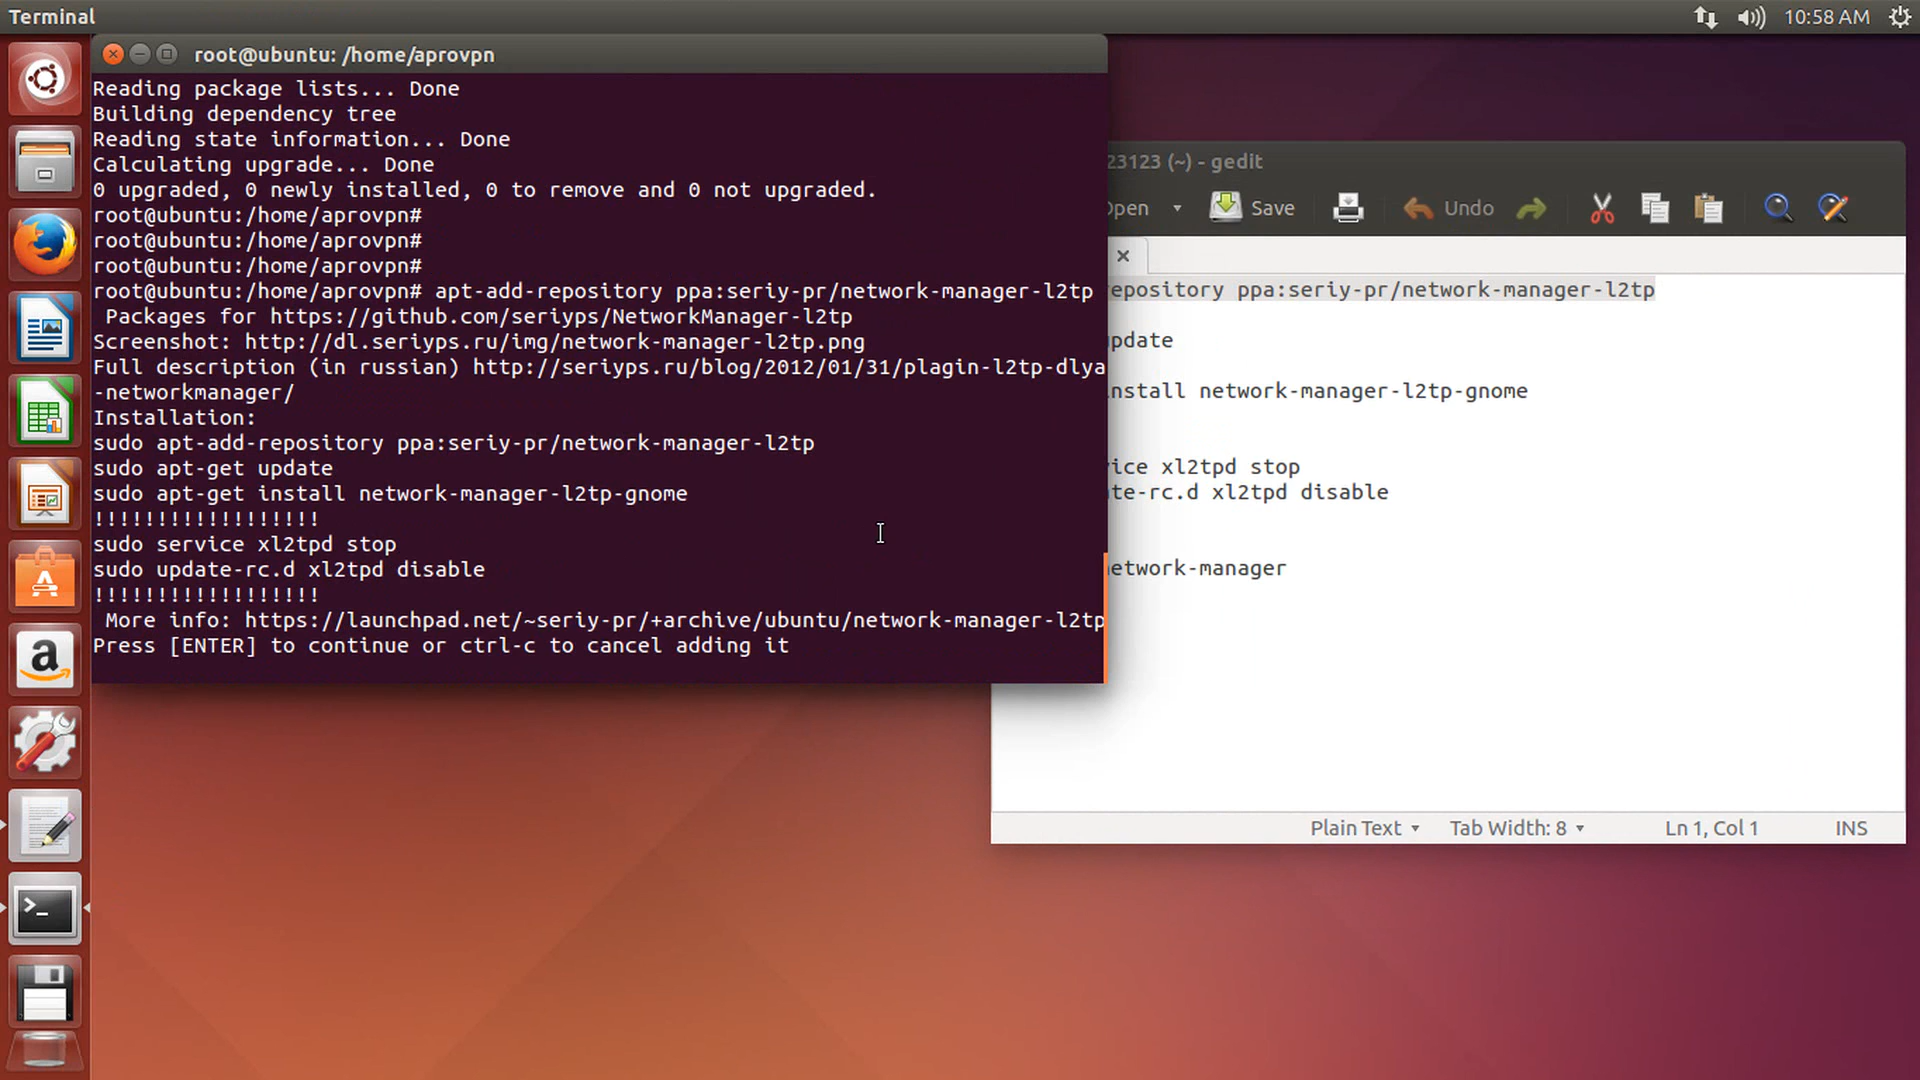 Terminal
10:58 AM
root@ubuntu: /home/aprovpn
Reading package lists... Done
Building dependency tree
Reading state information... Done
Calculating upgrade... Done
0 upgraded, 0 newly installed, 0 to remove and 0 not upgraded.
root@ubuntu:/home/aprovpn#
root@ubuntu:/home/aprovpn#
root@ubuntu:/home/aprovpn#
root@ubuntu:/home/aprovpn# apt-add-repository ppa:seriy-pr/network-manager-l2tp
Packages for https://github.com/seriyps/NetworkManager-l2tp
Screenshot: http://dl.seriyps.ru/img/network-manager-l2tp.png
Full description (in russian) http://seriyps.ru/blog/2012/01/31/plagin-l2tp-dlya
-networkmanager/
Installation:
sudo apt-add-repository ppa:seriy-pr/network-manager-l2tp
sudo apt-get update
sudo apt-get install network-manager-l2tp-gnome
!!!!!!!!!!!!!!!!!!
sudo service xl2tpd stop
sudo update-rc.d xl2tpd disable
!!!!!!!!!!!!!!!!!!
More info: https://launchpad.net/~seriy-pr/+archive/ubuntu/network-manager-l2tp
Press [ENTER] to continue or ctrl-c to cancel adding it
23123 (~) - gedit
Open Save Undo
epository ppa:seriy-pr/network-manager-l2tp
pdate
nstall network-manager-l2tp-gnome
vice xl2tpd stop
te-rc.d xl2tpd disable
etwork-manager
Plain Text Tab Width: 8 Ln 1, Col 1 INS